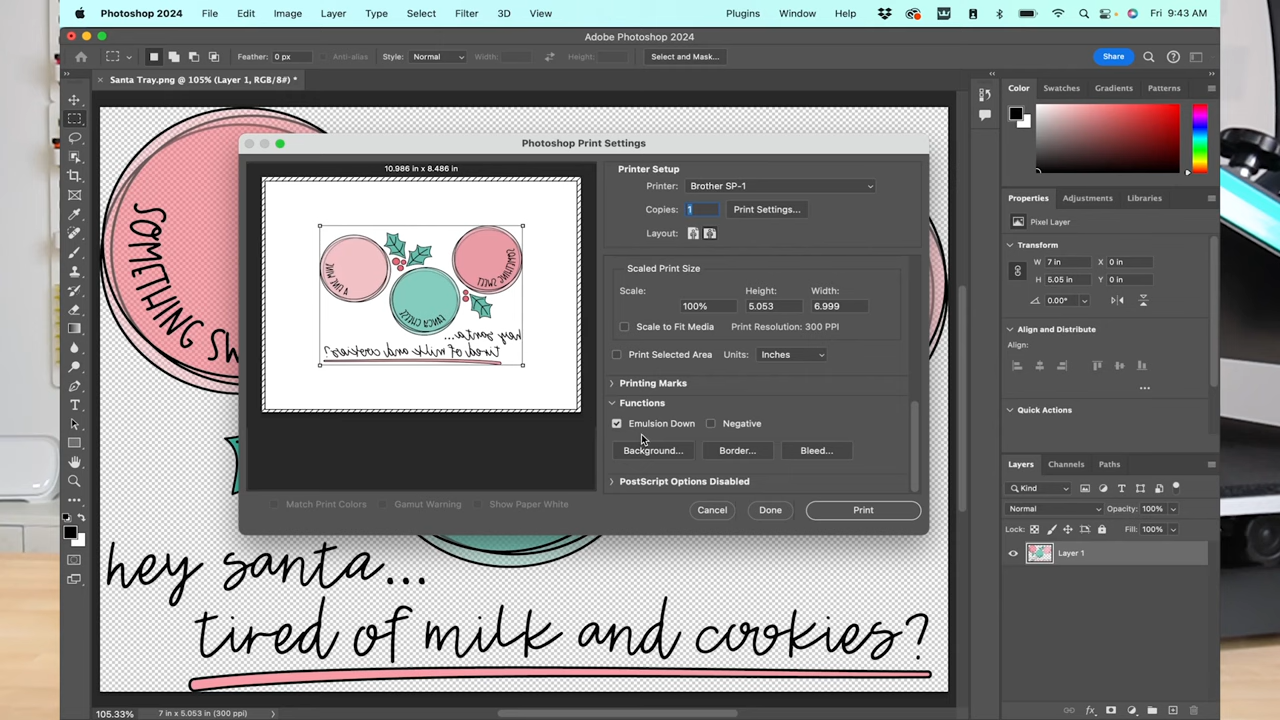 Photoshop 2024 File Edit Image Layer Type Select Filter 3D View Plugins Window Help Fri 9:43 AM
Adobe Photoshop 2024
Feather: 0 px Anti-alias Style: Normal Width: Height: Select and Mask... Share
Santa Tray.png @ 105% (Layer 1, RGB/8#) *
Color Swatches Gradients Patterns
Photoshop Print Settings
10.986 in x 8.486 in
Printer Setup
Printer: Brother SP-1
Copies: 1 Print Settings...
Layout:
Scaled Print Size
Scale: Height: Width:
100% 5.053 6.999
Scale to Fit Media Print Resolution: 300 PPI
Print Selected Area Units: Inches
Printing Marks
Functions
Emulsion Down Negative
Background... Border... Bleed...
PostScript Options Disabled
Match Print Colors Gamut Warning Show Paper White
Cancel Done Print
hey santa...
tired of milk and cookies?
SOMETHING
hey santa...
tired of milk and cookies?
Properties Adjustments Libraries
Pixel Layer
Transform
W: 7 in X: 0 in
H: 5.05 in Y: 0 in
0.00°
Align and Distribute
Align:
Quick Actions
Layers Channels Paths
Kind
Normal Opacity: 100%
Lock: Fill: 100%
Layer 1
105.33% 7 in x 5.053 in (300 ppi)